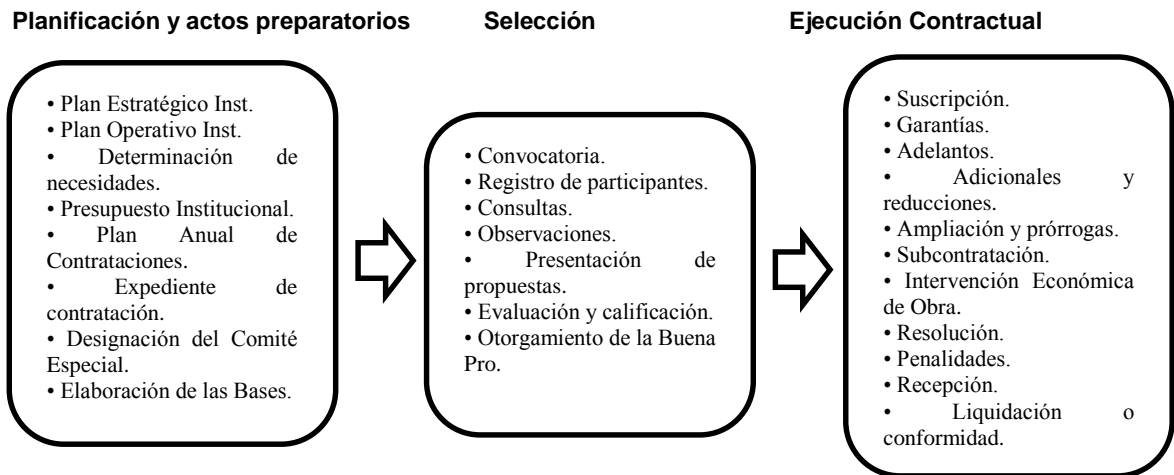 Planificación y actos preparatorios
Selección
Ejecución Contractual
• Plan Estratégico Inst.
• Plan Operativo Inst.
• Determinación de
necesidades.
• Presupuesto Institucional.
• Plan Anual de
Contrataciones.
• Expediente de
contratación.
• Designación del Comité
Especial.
• Elaboración de las Bases.
• Convocatoria.
• Registro de participantes.
• Consultas.
• Observaciones.
• Presentación de
propuestas.
• Evaluación y calificación.
• Otorgamiento de la Buena
Pro.
• Suscripción.
• Garantías.
• Adelantos.
• Adicionales y
reducciones.
• Ampliación y prórrogas.
• Subcontratación.
• Intervención Económica
de Obra.
• Resolución.
• Penalidades.
• Recepción.
• Liquidación o
conformidad.